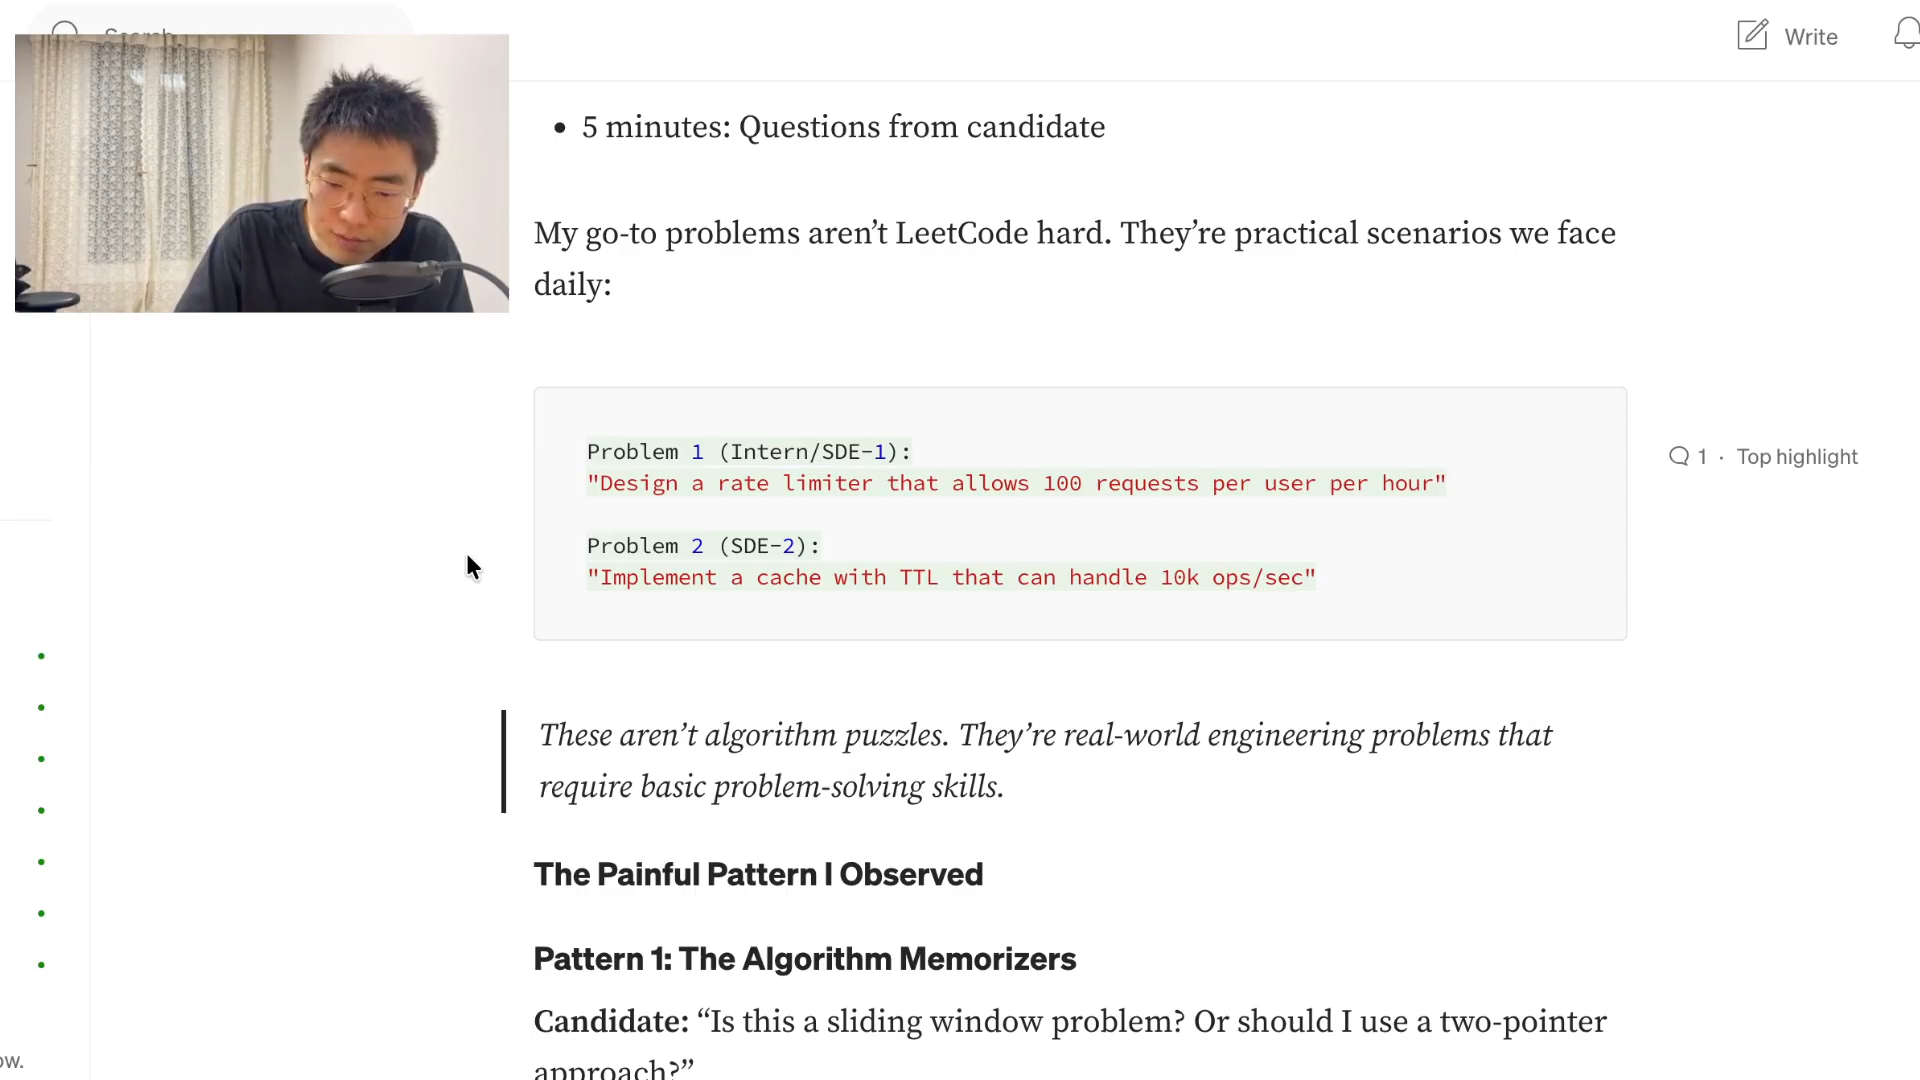 Write
• 5 minutes: Questions from candidate
My go-to problems aren’t LeetCode hard. They’re practical scenarios we face
daily:
Problem 1 (Intern/SDE-1):
"Design a rate limiter that allows 100 requests per user per hour"
1 · Top highlight
Problem 2 (SDE-2):
"Implement a cache with TTL that can handle 10k ops/sec"
These aren’t algorithm puzzles. They’re real-world engineering problems that
require basic problem-solving skills.
The Painful Pattern I Observed
Pattern 1: The Algorithm Memorizers
Candidate: “Is this a sliding window problem? Or should I use a two-pointer
approach?”